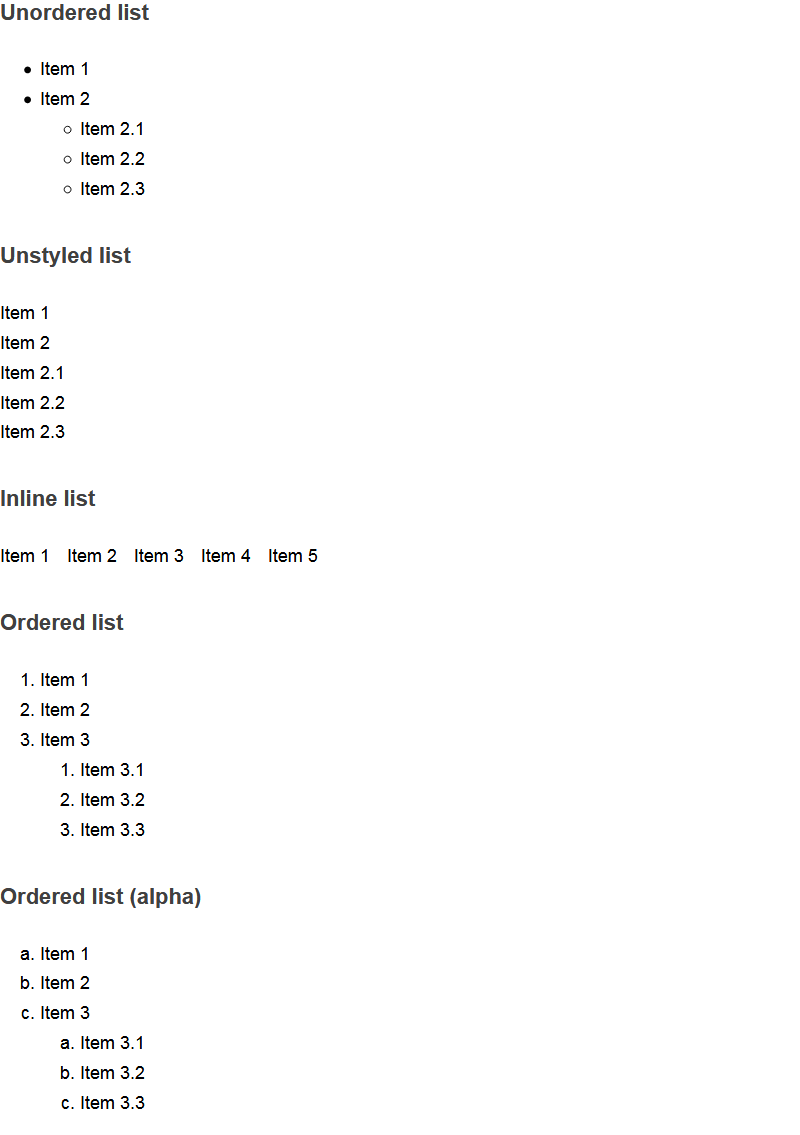 Unordered list
• Item 1
• Item 2
○ Item 2.1
○ Item 2.2
○ Item 2.3
Unstyled list
Item 1
Item 2
Item 2.1
Item 2.2
Item 2.3
Inline list
Item 1 Item 2 Item 3 Item 4 Item 5
Ordered list
1. Item 1
2. Item 2
3. Item 3
1. Item 3.1
2. Item 3.2
3. Item 3.3
Ordered list (alpha)
a. Item 1
b. Item 2
c. Item 3
a. Item 3.1
b. Item 3.2
c. Item 3.3